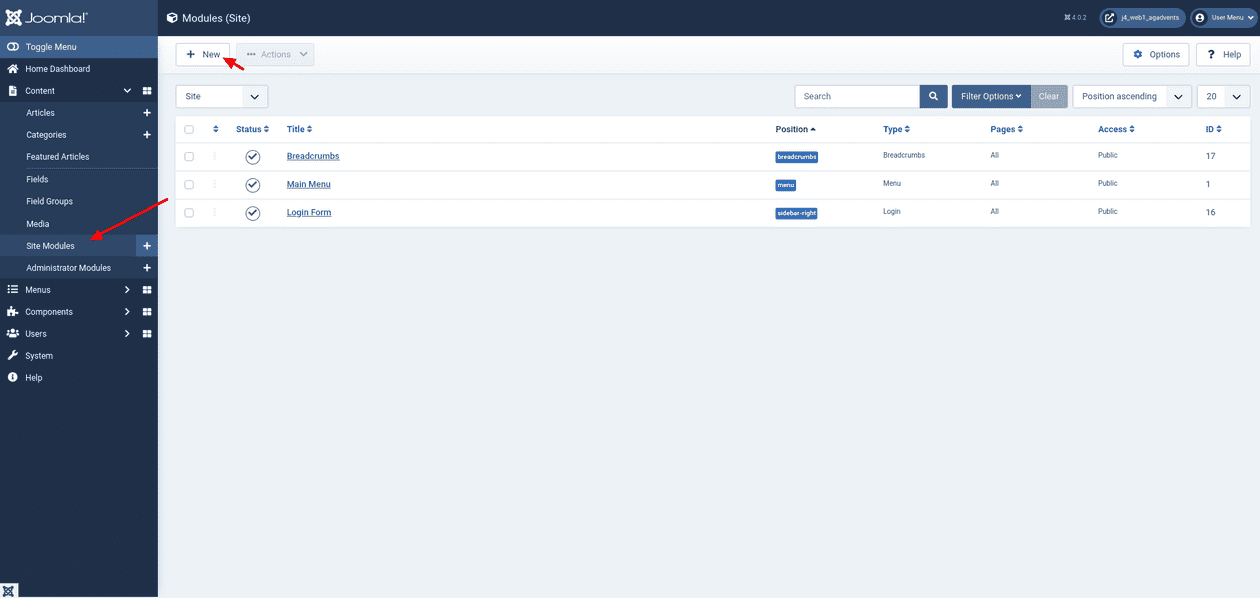 Joomla!® Modules (Site) 4.0.2 j4_web1_agadvents User Menu
Toggle Menu
Home Dashboard
Content
Articles
Categories
Featured Articles
Fields
Field Groups
Media
Site Modules
Administrator Modules
Menus
Components
Users
System
Help
New Actions Options Help
Site Search Filter Options Clear Position ascending 20
Status Title Position Type Pages Access ID
Breadcrumbs breadcrumbs Breadcrumbs All Public 17
Main Menu menu Menu All Public 1
Login Form sidebar-right Login All Public 16